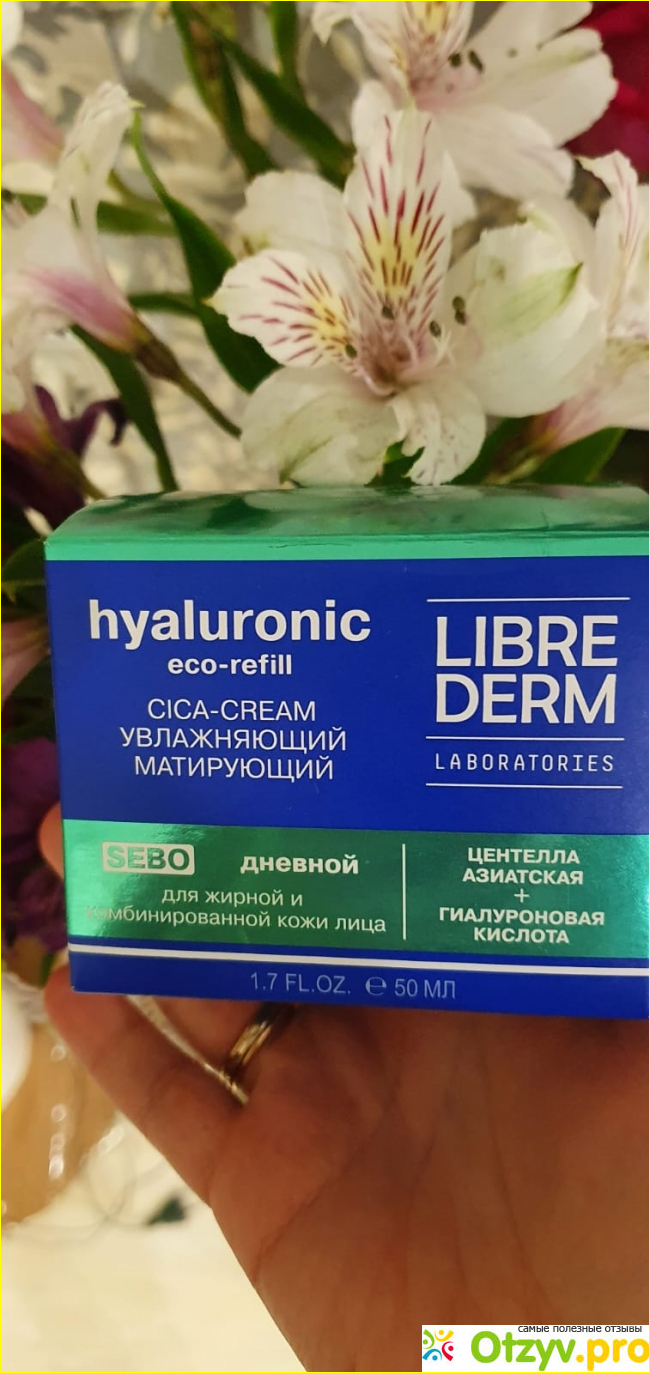 hyaluronic
eco-refill
CICA-CREAM
УВЛАЖНЯЮЩИЙ
МАТИРУЮЩИЙ
LIBRE
DERM
LABORATORIES
SEBO дневной
для жирной и
комбинированной кожи лица
ЦЕНТЕЛЛА
АЗИАТСКАЯ
+
ГИАЛУРОНОВАЯ
КИСЛОТА
1.7 FL.OZ. ℮ 50 МЛ
самые полезные отзывы
Otzyv.pro